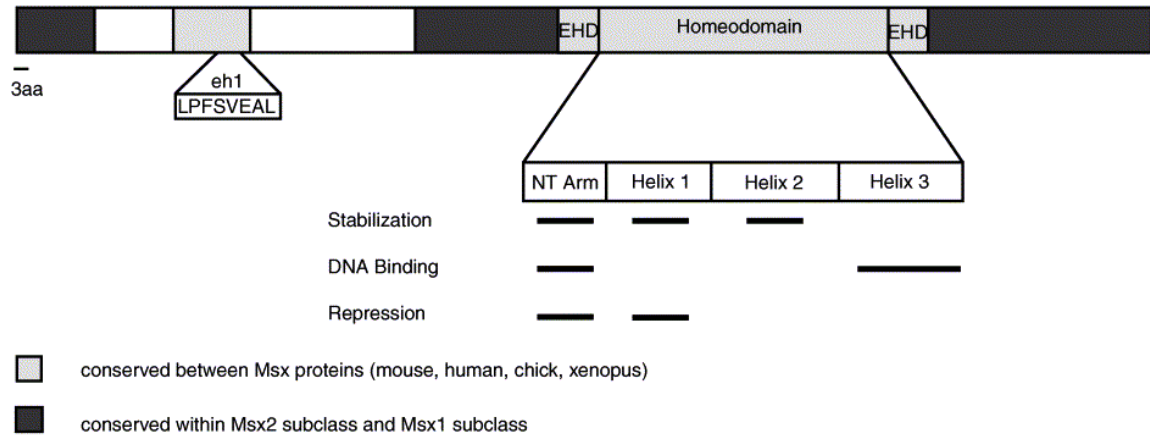 EHD Homeodomain EHD
3aa
eh1
LPFSVEAL
NT Arm Helix 1 Helix 2 Helix 3
Stabilization
DNA Binding
Repression
conserved between Msx proteins (mouse, human, chick, xenopus)
conserved within Msx2 subclass and Msx1 subclass